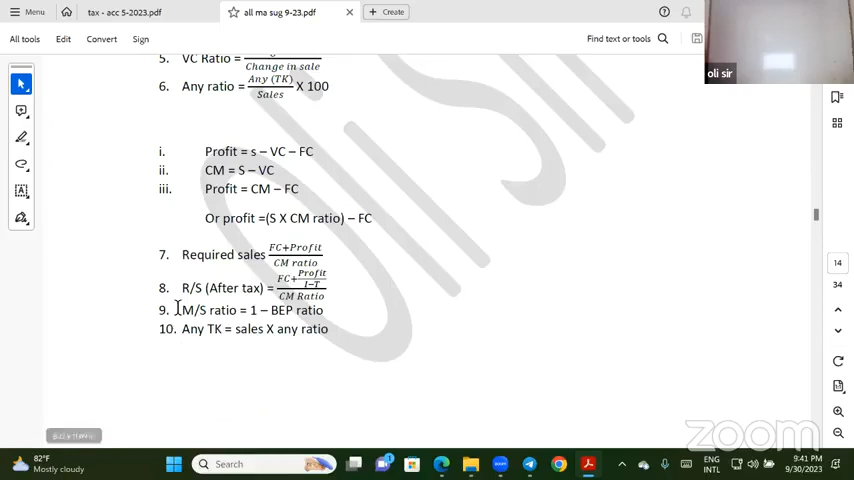 Menu
tax - acc 5-2023.pdf
all ma sug 9-23.pdf
Create
All tools Edit Convert Sign
Find text or tools
oli sir
5. VC Ratio = / Change in sale
6. Any ratio = Any (TK) / Sales X 100
i. Profit = s – VC – FC
ii. CM = S – VC
iii. Profit = CM – FC
Or profit =(S X CM ratio) – FC
7. Required sales FC+Profit / CM ratio
8. R/S (After tax) = FC+ Profit / I−T / CM Ratio
9. M/S ratio = 1 – BEP ratio
10. Any TK = sales X any ratio
OLI SIR
14
34
zoom
82°F
Mostly cloudy
Search
ENG
INTL
9:41 PM
9/30/2023